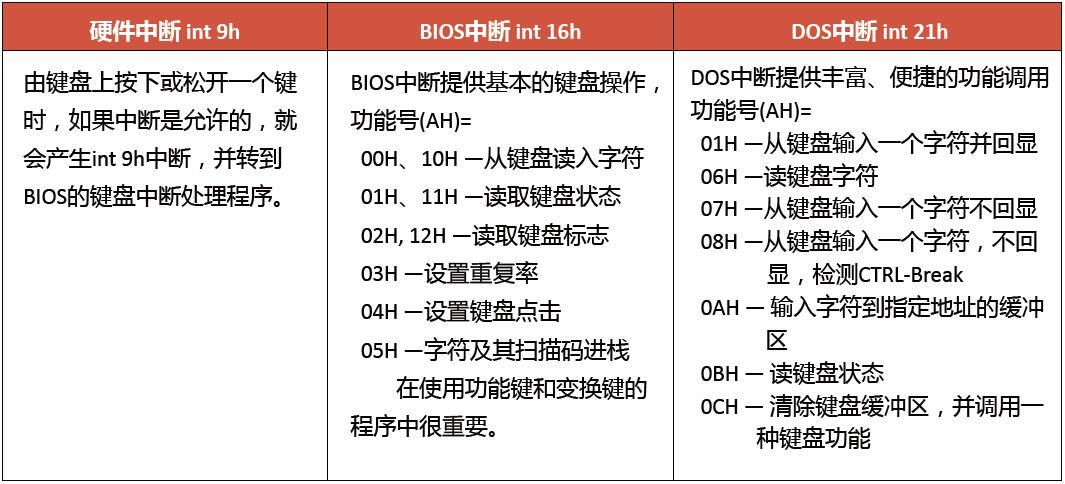 硬件中断 int 9h
由键盘上按下或松开一个键
时，如果中断是允许的，就
会产生int 9h中断，并转到
BIOS的键盘中断处理程序。
BIOS中断 int 16h
BIOS中断提供基本的键盘操作，
功能号(AH)=
00H、10H —从键盘读入字符
01H、11H —读取键盘状态
02H, 12H —读取键盘标志
03H —设置重复率
04H —设置键盘点击
05H —字符及其扫描码进栈
在使用功能键和变换键的
程序中很重要。
DOS中断 int 21h
DOS中断提供丰富、便捷的功能调用
功能号(AH)=
01H —从键盘输入一个字符并回显
06H —读键盘字符
07H —从键盘输入一个字符不回显
08H —从键盘输入一个字符，不回
显，检测CTRL-Break
0AH — 输入字符到指定地址的缓冲
区
0BH — 读键盘状态
0CH — 清除键盘缓冲区，并调用一
种键盘功能